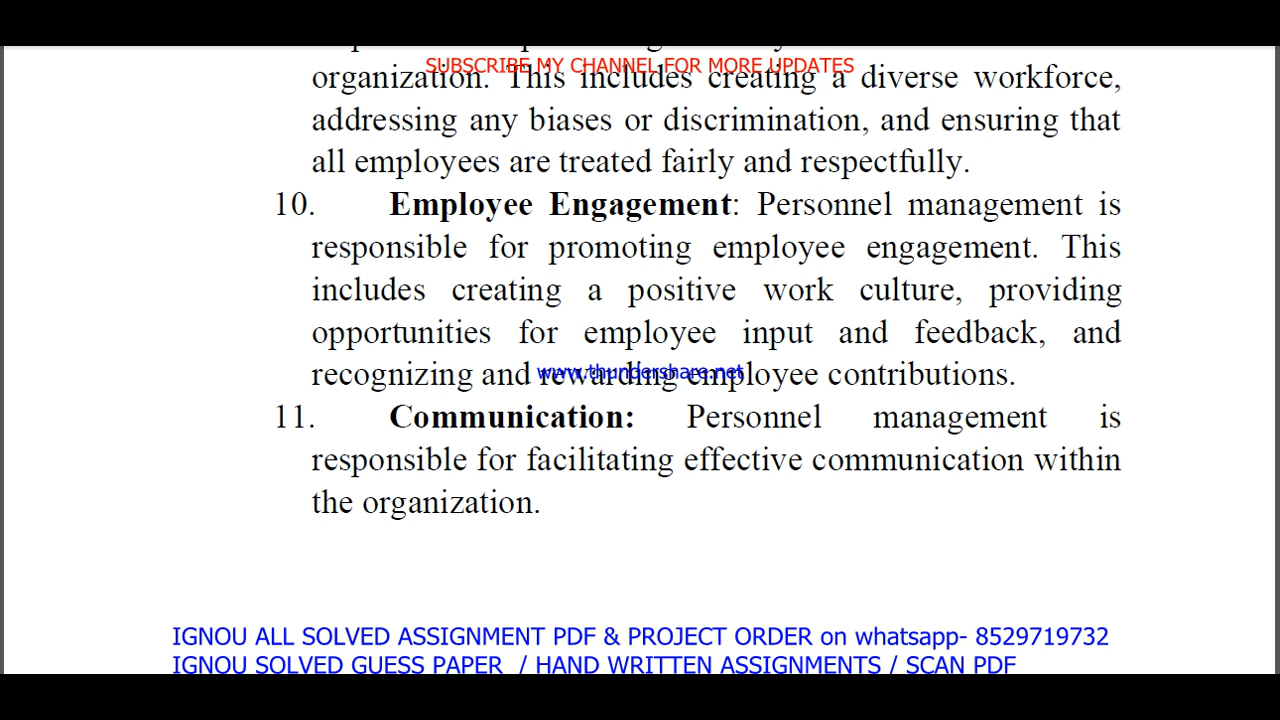 SUBSCRIBE MY CHANNEL FOR MORE UPDATES
organization. This includes creating a diverse workforce,
addressing any biases or discrimination, and ensuring that
all employees are treated fairly and respectfully.
10. Employee Engagement: Personnel management is
responsible for promoting employee engagement. This
includes creating a positive work culture, providing
opportunities for employee input and feedback, and
www.thundershare.net
recognizing and rewarding employee contributions.
11. Communication: Personnel management is
responsible for facilitating effective communication within
the organization.
IGNOU ALL SOLVED ASSIGNMENT PDF & PROJECT ORDER on whatsapp- 8529719732
IGNOU SOLVED GUESS PAPER / HAND WRITTEN ASSIGNMENTS / SCAN PDF